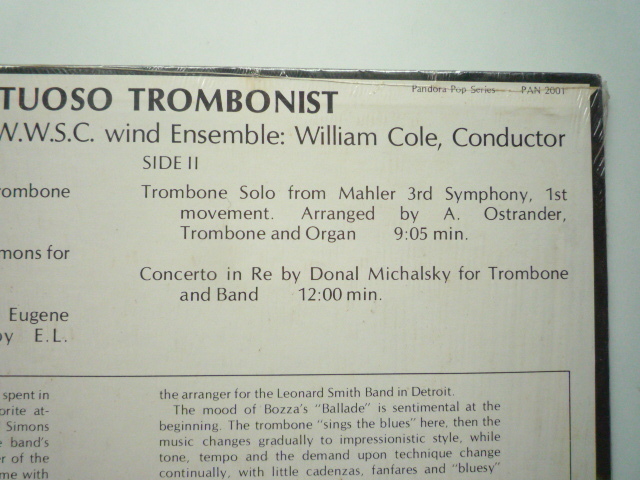 Pandora Pop Series PAN 2001
TUOSO TROMBONIST
W.W.S.C. wind Ensemble: William Cole, Conductor
SIDE II
rombone
mons for
Eugene
by E.L.
Trombone Solo from Mahler 3rd Symphony, 1st
movement. Arranged by A. Ostrander,
Trombone and Organ 9:05 min.
Concerto in Re by Donal Michalsky for Trombone
and Band 12:00 min.
spent in
orite at-
Simons
e band's
r of the
me with
the arranger for the Leonard Smith Band in Detroit.
The mood of Bozza's "Ballade" is sentimental at the
beginning. The trombone "sings the blues" here, then the
music changes gradually to impressionistic style, while
tone, tempo and the demand upon technique change
continually, with little cadenzas, fanfares and "bluesy"